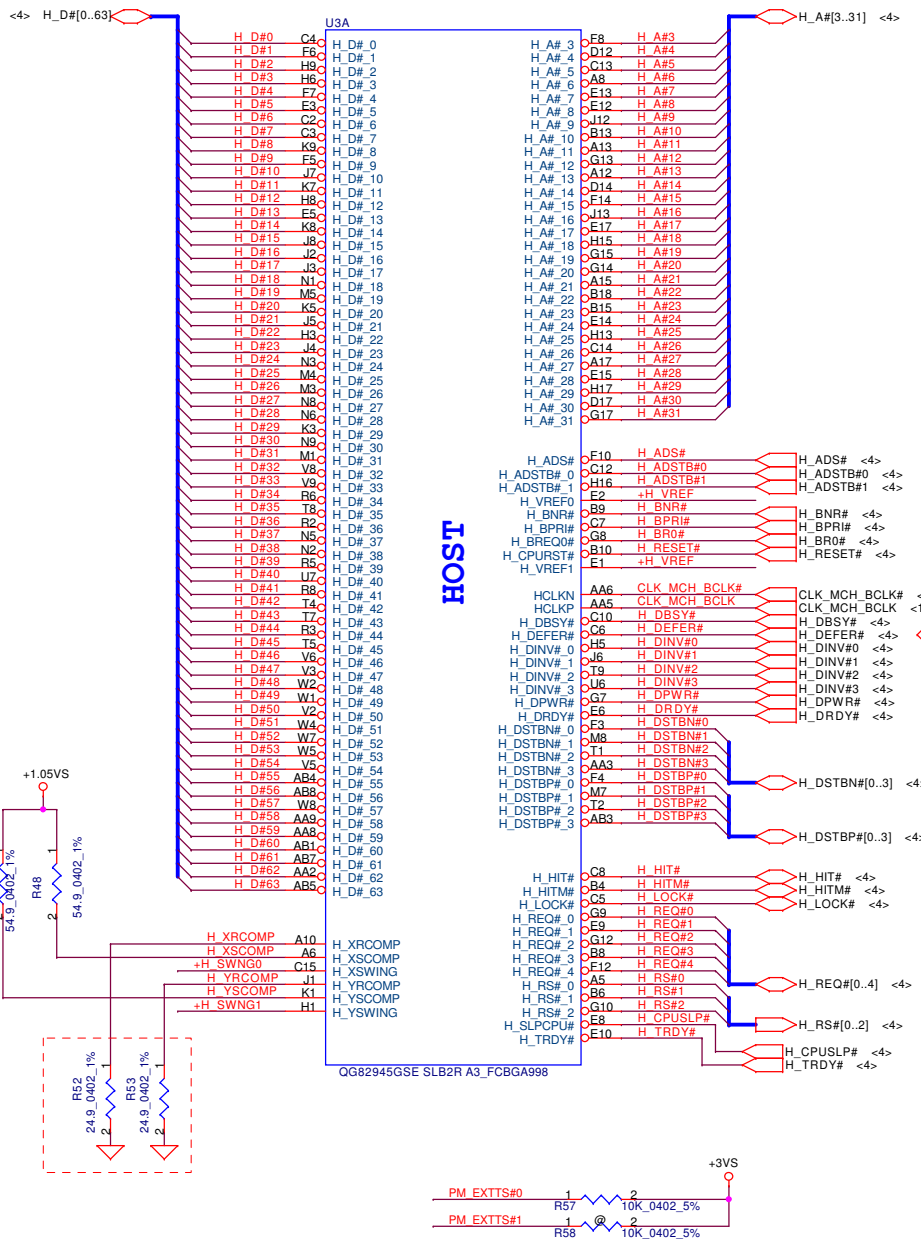 <4> H_D#[0..63]
U3A
H_A#[3..31] <4>
H_D#0 C4 H_D#_0
H_D#1 F6 H_D#_1
H_D#2 H9 H_D#_2
H_D#3 H6 H_D#_3
H_D#4 F7 H_D#_4
H_D#5 E3 H_D#_5
H_D#6 C2 H_D#_6
H_D#7 C3 H_D#_7
H_D#8 K9 H_D#_8
H_D#9 F5 H_D#_9
H_D#10 J7 H_D#_10
H_D#11 K7 H_D#_11
H_D#12 H8 H_D#_12
H_D#13 E5 H_D#_13
H_D#14 K8 H_D#_14
H_D#15 J8 H_D#_15
H_D#16 J2 H_D#_16
H_D#17 J3 H_D#_17
H_D#18 N1 H_D#_18
H_D#19 M5 H_D#_19
H_D#20 K5 H_D#_20
H_D#21 J5 H_D#_21
H_D#22 H3 H_D#_22
H_D#23 J4 H_D#_23
H_D#24 N3 H_D#_24
H_D#25 M4 H_D#_25
H_D#26 M3 H_D#_26
H_D#27 N8 H_D#_27
H_D#28 N6 H_D#_28
H_D#29 K3 H_D#_29
H_D#30 N9 H_D#_30
H_D#31 M1 H_D#_31
H_D#32 V8 H_D#_32
H_D#33 V9 H_D#_33
H_D#34 R6 H_D#_34
H_D#35 T8 H_D#_35
H_D#36 R2 H_D#_36
H_D#37 N5 H_D#_37
H_D#38 N2 H_D#_38
H_D#39 R5 H_D#_39
H_D#40 U7 H_D#_40
H_D#41 R8 H_D#_41
H_D#42 T4 H_D#_42
H_D#43 T7 H_D#_43
H_D#44 R3 H_D#_44
H_D#45 T5 H_D#_45
H_D#46 V6 H_D#_46
H_D#47 V3 H_D#_47
H_D#48 W2 H_D#_48
H_D#49 W1 H_D#_49
H_D#50 V2 H_D#_50
H_D#51 W4 H_D#_51
H_D#52 W7 H_D#_52
H_D#53 W5 H_D#_53
H_D#54 V5 H_D#_54
H_D#55 AB4 H_D#_55
H_D#56 AB8 H_D#_56
H_D#57 W8 H_D#_57
H_D#58 AA9 H_D#_58
H_D#59 AA8 H_D#_59
H_D#60 AB1 H_D#_60
H_D#61 AB7 H_D#_61
H_D#62 AA2 H_D#_62
H_D#63 AB5 H_D#_63
H_XRCOMP A10 H_XRCOMP
H_XSCOMP A6 H_XSCOMP
+H_SWNG0 C15 H_XSWING
H_YRCOMP J1 H_YRCOMP
H_YSCOMP K1 H_YSCOMP
+H_SWNG1 H1 H_YSWING
HOST
H_A#_3 F8 H_A#3
H_A#_4 D12 H_A#4
H_A#_5 C13 H_A#5
H_A#_6 A8 H_A#6
H_A#_7 E13 H_A#7
H_A#_8 E12 H_A#8
H_A#_9 J12 H_A#9
H_A#_10 B13 H_A#10
H_A#_11 A13 H_A#11
H_A#_12 G13 H_A#12
H_A#_13 A12 H_A#13
H_A#_14 D14 H_A#14
H_A#_15 F14 H_A#15
H_A#_16 J13 H_A#16
H_A#_17 E17 H_A#17
H_A#_18 H15 H_A#18
H_A#_19 G15 H_A#19
H_A#_20 G14 H_A#20
H_A#_21 A15 H_A#21
H_A#_22 B18 H_A#22
H_A#_23 B15 H_A#23
H_A#_24 E14 H_A#24
H_A#_25 H13 H_A#25
H_A#_26 C14 H_A#26
H_A#_27 A17 H_A#27
H_A#_28 E15 H_A#28
H_A#_29 H17 H_A#29
H_A#_30 D17 H_A#30
H_A#_31 G17 H_A#31
H_ADS# F10 H_ADS# H_ADS# <4>
H_ADSTB#_0 C12 H_ADSTB#0 H_ADSTB#0 <4>
H_ADSTB#_1 H16 H_ADSTB#1 H_ADSTB#1 <4>
H_VREF0 E2 +H_VREF
H_BNR# B9 H_BNR# H_BNR# <4>
H_BPRI# C7 H_BPRI# H_BPRI# <4>
H_BREQ0# G8 H_BR0# H_BR0# <4>
H_CPURST# B10 H_RESET# H_RESET# <4>
H_VREF1 E1 +H_VREF
HCLKN AA6 CLK_MCH_BCLK# CLK_MCH_BCLK# <
HCLKP AA5 CLK_MCH_BCLK CLK_MCH_BCLK <1
H_DBSY# C10 H_DBSY# H_DBSY# <4>
H_DEFER# C6 H_DEFER# H_DEFER# <4>
H_DINV#_0 H5 H_DINV#0 H_DINV#0 <4>
H_DINV#_1 J6 H_DINV#1 H_DINV#1 <4>
H_DINV#_2 T9 H_DINV#2 H_DINV#2 <4>
H_DINV#_3 U6 H_DINV#3 H_DINV#3 <4>
H_DPWR# G7 H_DPWR# H_DPWR# <4>
H_DRDY# E6 H_DRDY# H_DRDY# <4>
H_DSTBN#_0 F3 H_DSTBN#0
H_DSTBN#_1 M8 H_DSTBN#1
H_DSTBN#_2 T1 H_DSTBN#2
H_DSTBN#_3 AA3 H_DSTBN#3
H_DSTBN#[0..3] <4
H_DSTBP#_0 F4 H_DSTBP#0
H_DSTBP#_1 M7 H_DSTBP#1
H_DSTBP#_2 T2 H_DSTBP#2
H_DSTBP#_3 AB3 H_DSTBP#3
H_DSTBP#[0..3] <4
H_HIT# C8 H_HIT# H_HIT# <4>
H_HITM# B4 H_HITM# H_HITM# <4>
H_LOCK# C5 H_LOCK# H_LOCK# <4>
H_REQ#_0 G9 H_REQ#0
H_REQ#_1 E9 H_REQ#1
H_REQ#_2 G12 H_REQ#2
H_REQ#_3 B8 H_REQ#3
H_REQ#_4 F12 H_REQ#4
H_REQ#[0..4] <4>
H_RS#_0 A5 H_RS#0
H_RS#_1 B6 H_RS#1
H_RS#_2 G10 H_RS#2
H_RS#[0..2] <4>
H_SLPCPU# E8 H_CPUSLP# H_CPUSLP# <4>
H_TRDY# E10 H_TRDY# H_TRDY# <4>
QG82945GSE SLB2R A3_FCBGA998
+1.05VS
1
2
54.9_0402_1%
1
R48
2
54.9_0402_1%
1
R52
24.9_0402_1%
2
1
R53
24.9_0402_1%
2
+3VS
PM_EXTTS#0 1 2
R57 10K_0402_5%
PM_EXTTS#1 1 @ 2
R58 10K_0402_5%